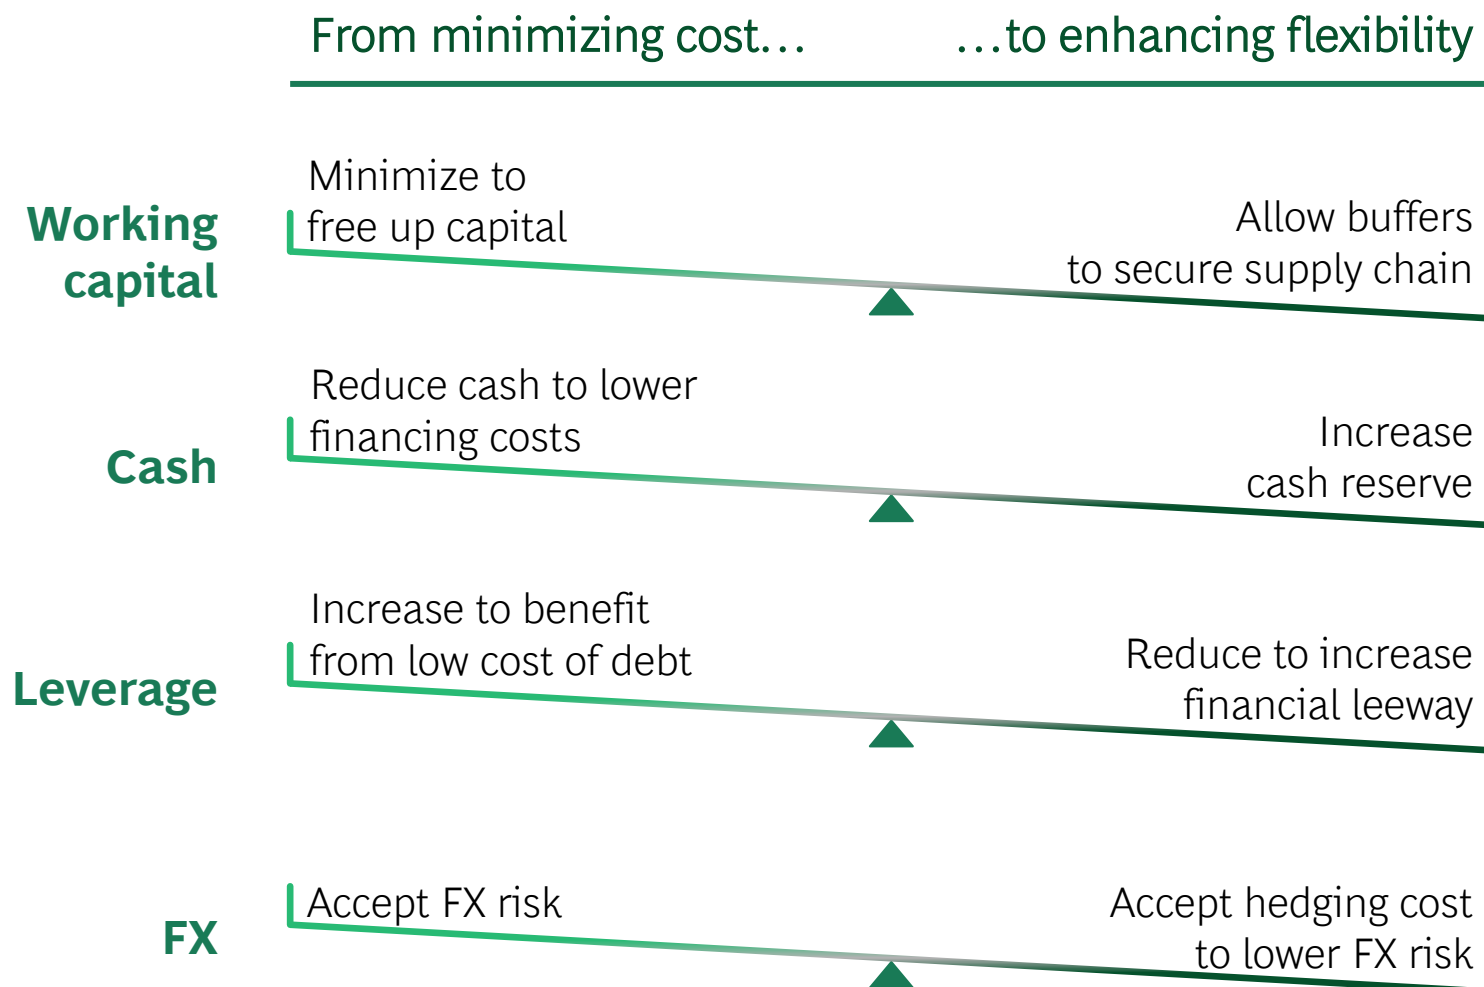 From minimizing cost… …to enhancing flexibility
Working
capital
Minimize to
free up capital
Allow buffers
to secure supply chain
Cash
Reduce cash to lower
financing costs
Increase
cash reserve
Leverage
Increase to benefit
from low cost of debt
Reduce to increase
financial leeway
FX
Accept FX risk
Accept hedging cost
to lower FX risk